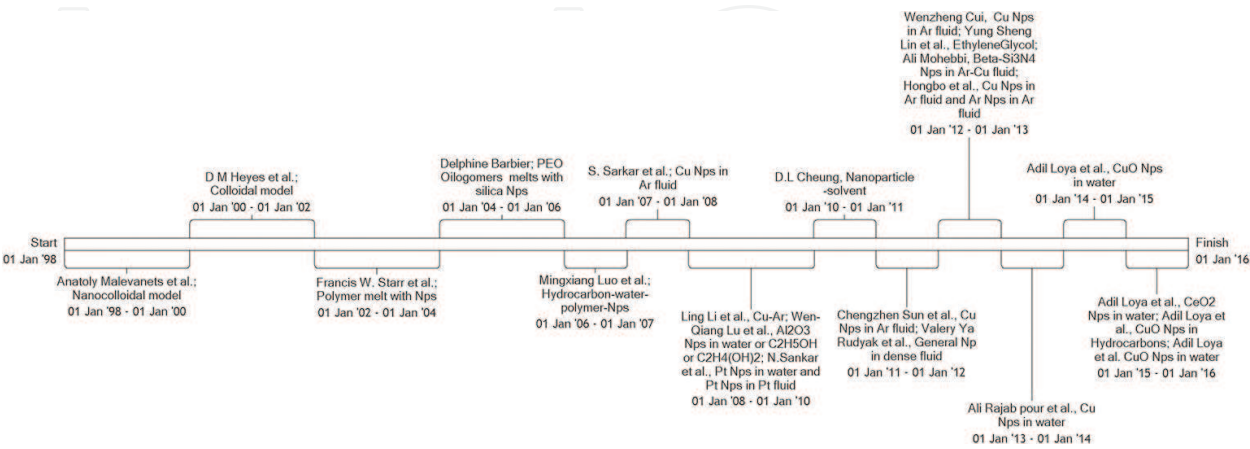 Start
01 Jan '98
Anatoly Malevanets et al.;
Nanocolloidal model
01 Jan '98 - 01 Jan '00
D M Heyes et al.;
Colloidal model
01 Jan '00 - 01 Jan '02
Francis W. Starr et al.;
Polymer melt with Nps
01 Jan '02 - 01 Jan '04
Delphine Barbier; PEO
Oilogomers melts with
silica Nps
01 Jan '04 - 01 Jan '06
Mingxiang Luo et al.;
Hydrocarbon-water-
polymer-Nps
01 Jan '06 - 01 Jan '07
S. Sarkar et al.; Cu Nps in
Ar fluid
01 Jan '07 - 01 Jan '08
Ling Li et al., Cu-Ar; Wen-
Qiang Lu et al., Al2O3
Nps in water or C2H5OH
or C2H4(OH)2; N.Sankar
et al., Pt Nps in water and
Pt Nps in Pt fluid
01 Jan '08 - 01 Jan '10
D.L Cheung, Nanoparticle
-solvent
01 Jan '10 - 01 Jan '11
Chengzhen Sun et al., Cu
Nps in Ar fluid; Valery Ya
Rudyak et al., General Np
in dense fluid
01 Jan '11 - 01 Jan '12
Wenzheng Cui, Cu Nps
in Ar fluid; Yung Sheng
Lin et al., EthyleneGlycol;
Ali Mohebbi, Beta-Si3N4
Nps in Ar-Cu fluid;
Hongbo et al., Cu Nps in
Ar fluid and Ar Nps in Ar
fluid
01 Jan '12 - 01 Jan '13
Ali Rajab pour et al., Cu
Nps in water
01 Jan '13 - 01 Jan '14
Adil Loya et al., CuO Nps
in water
01 Jan '14 - 01 Jan '15
Adil Loya et al., CeO2
Nps in water; Adil Loya et
al., CuO Nps in
Hydrocarbons; Adil Loya
et al. CuO Nps in water
01 Jan '15 - 01 Jan '16
Finish
01 Jan '16